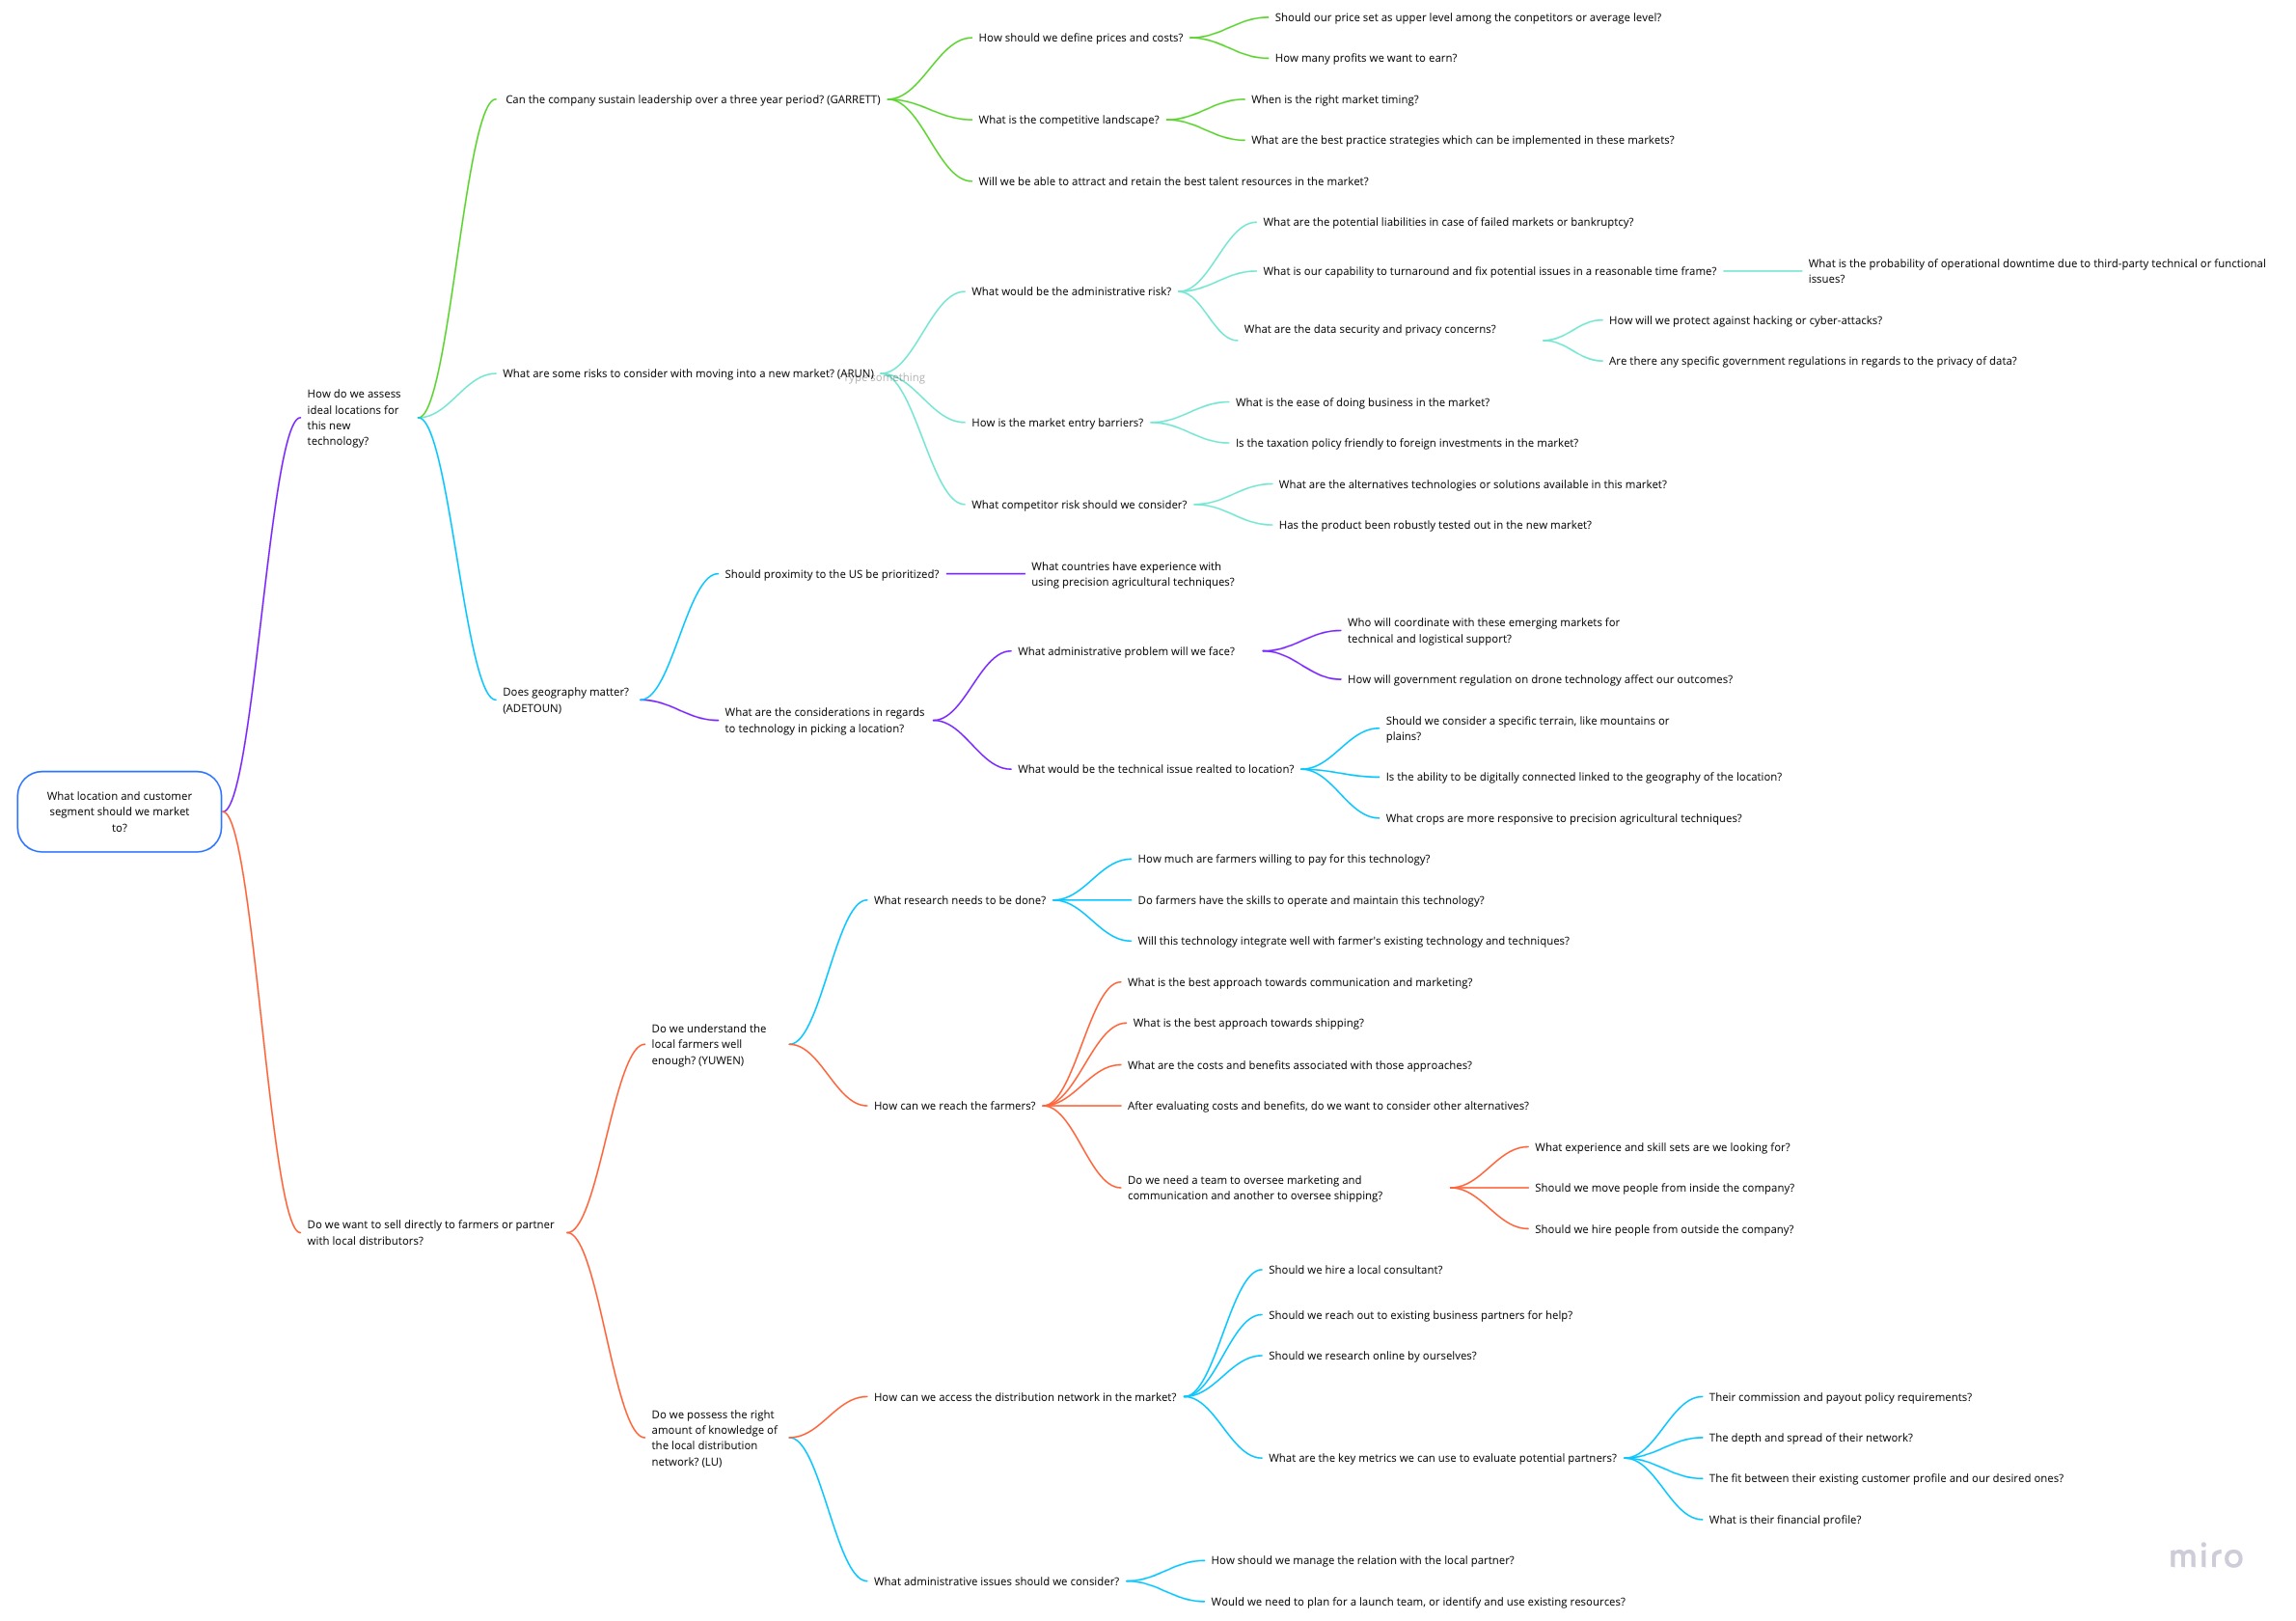 Should our price set as upper level among the conpetitors or average level?
How should we define prices and costs?
How many profits we want to earn?
Can the company sustain leadership over a three year period? (GARRETT)
When is the right market timing?
What is the competitive landscape?
What are the best practice strategies which can be implemented in these markets?
Will we be able to attract and retain the best talent resources in the market?
What are the potential liabilities in case of failed markets or bankruptcy?
What is our capability to turnaround and fix potential issues in a reasonable time frame?
What is the probability of operational downtime due to third-party technical or functional
issues?
What would be the administrative risk?
What are the data security and privacy concerns?
How will we protect against hacking or cyber-attacks?
Are there any specific government regulations in regards to the privacy of data?
What are some risks to consider with moving into a new market? (ARUN)
Type something
How do we assess
ideal locations for
this new
technology?
What is the ease of doing business in the market?
How is the market entry barriers?
Is the taxation policy friendly to foreign investments in the market?
What are the alternatives technologies or solutions available in this market?
What competitor risk should we consider?
Has the product been robustly tested out in the new market?
Should proximity to the US be prioritized?
What countries have experience with
using precision agricultural techniques?
Who will coordinate with these emerging markets for
technical and logistical support?
What administrative problem will we face?
How will government regulation on drone technology affect our outcomes?
Does geography matter?
(ADETOUN)
What are the considerations in regards
to technology in picking a location?
Should we consider a specific terrain, like mountains or
plains?
What would be the technical issue realted to location?
Is the ability to be digitally connected linked to the geography of the location?
What crops are more responsive to precision agricultural techniques?
What location and customer
segment should we market
to?
How much are farmers willing to pay for this technology?
What research needs to be done?
Do farmers have the skills to operate and maintain this technology?
Will this technology integrate well with farmer's existing technology and techniques?
Do we understand the
local farmers well
enough? (YUWEN)
What is the best approach towards communication and marketing?
What is the best approach towards shipping?
What are the costs and benefits associated with those approaches?
How can we reach the farmers?
After evaluating costs and benefits, do we want to consider other alternatives?
Do we need a team to oversee marketing and
communication and another to oversee shipping?
What experience and skill sets are we looking for?
Should we move people from inside the company?
Should we hire people from outside the company?
Do we want to sell directly to farmers or partner
with local distributors?
Should we hire a local consultant?
Should we reach out to existing business partners for help?
Should we research online by ourselves?
How can we access the distribution network in the market?
Do we possess the right
amount of knowledge of
the local distribution
network? (LU)
What are the key metrics we can use to evaluate potential partners?
Their commission and payout policy requirements?
The depth and spread of their network?
The fit between their existing customer profile and our desired ones?
What is their financial profile?
How should we manage the relation with the local partner?
What administrative issues should we consider?
Would we need to plan for a launch team, or identify and use existing resources?
miro